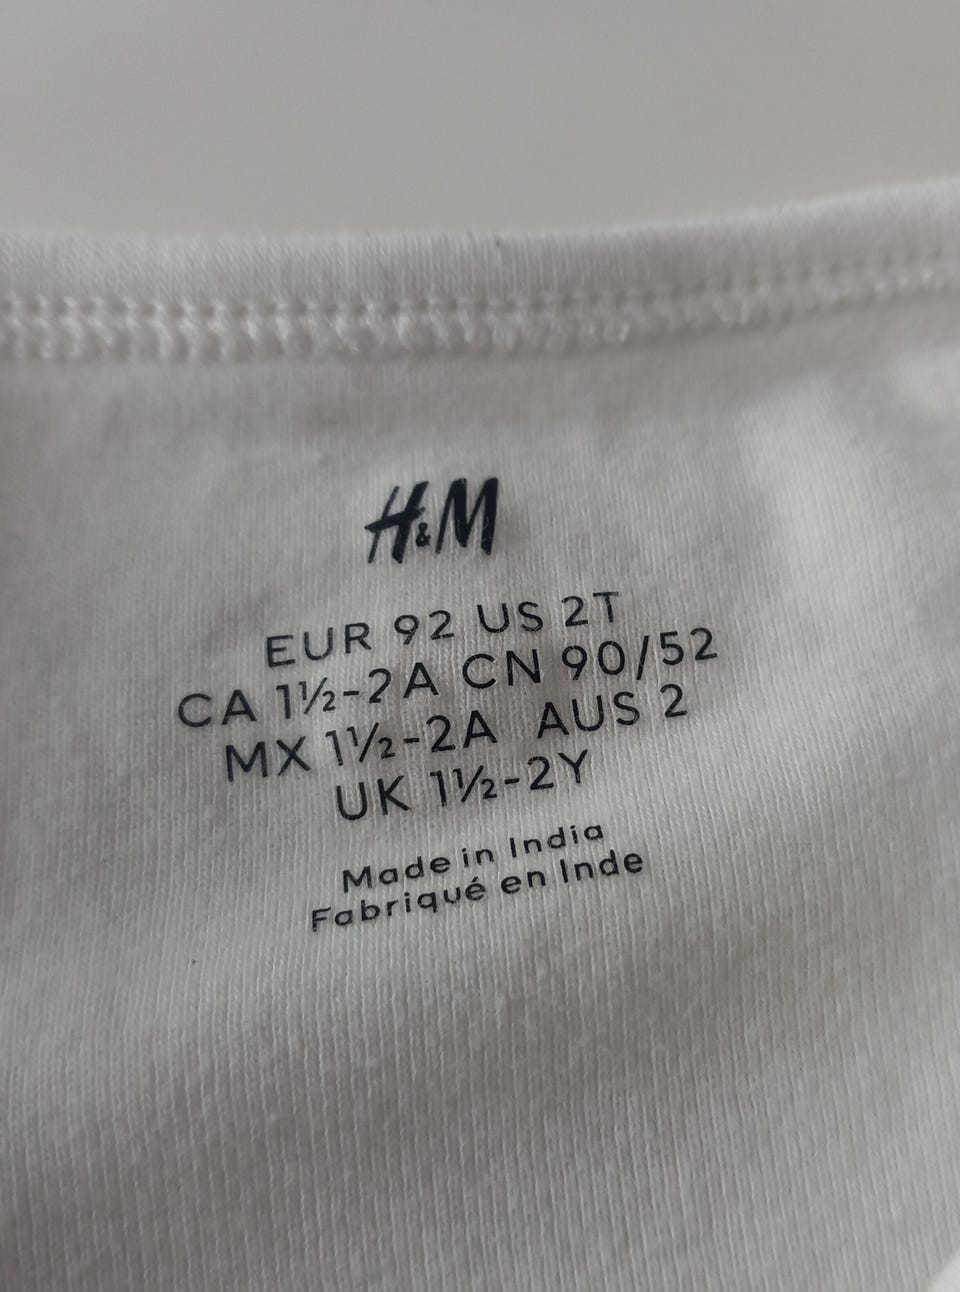 H&M
EUR 92 US 2T
CA 1½-2A CN 90/52
MX 1½-2A AUS 2
UK 1½-2Y
Made in India
Fabriqué en Inde